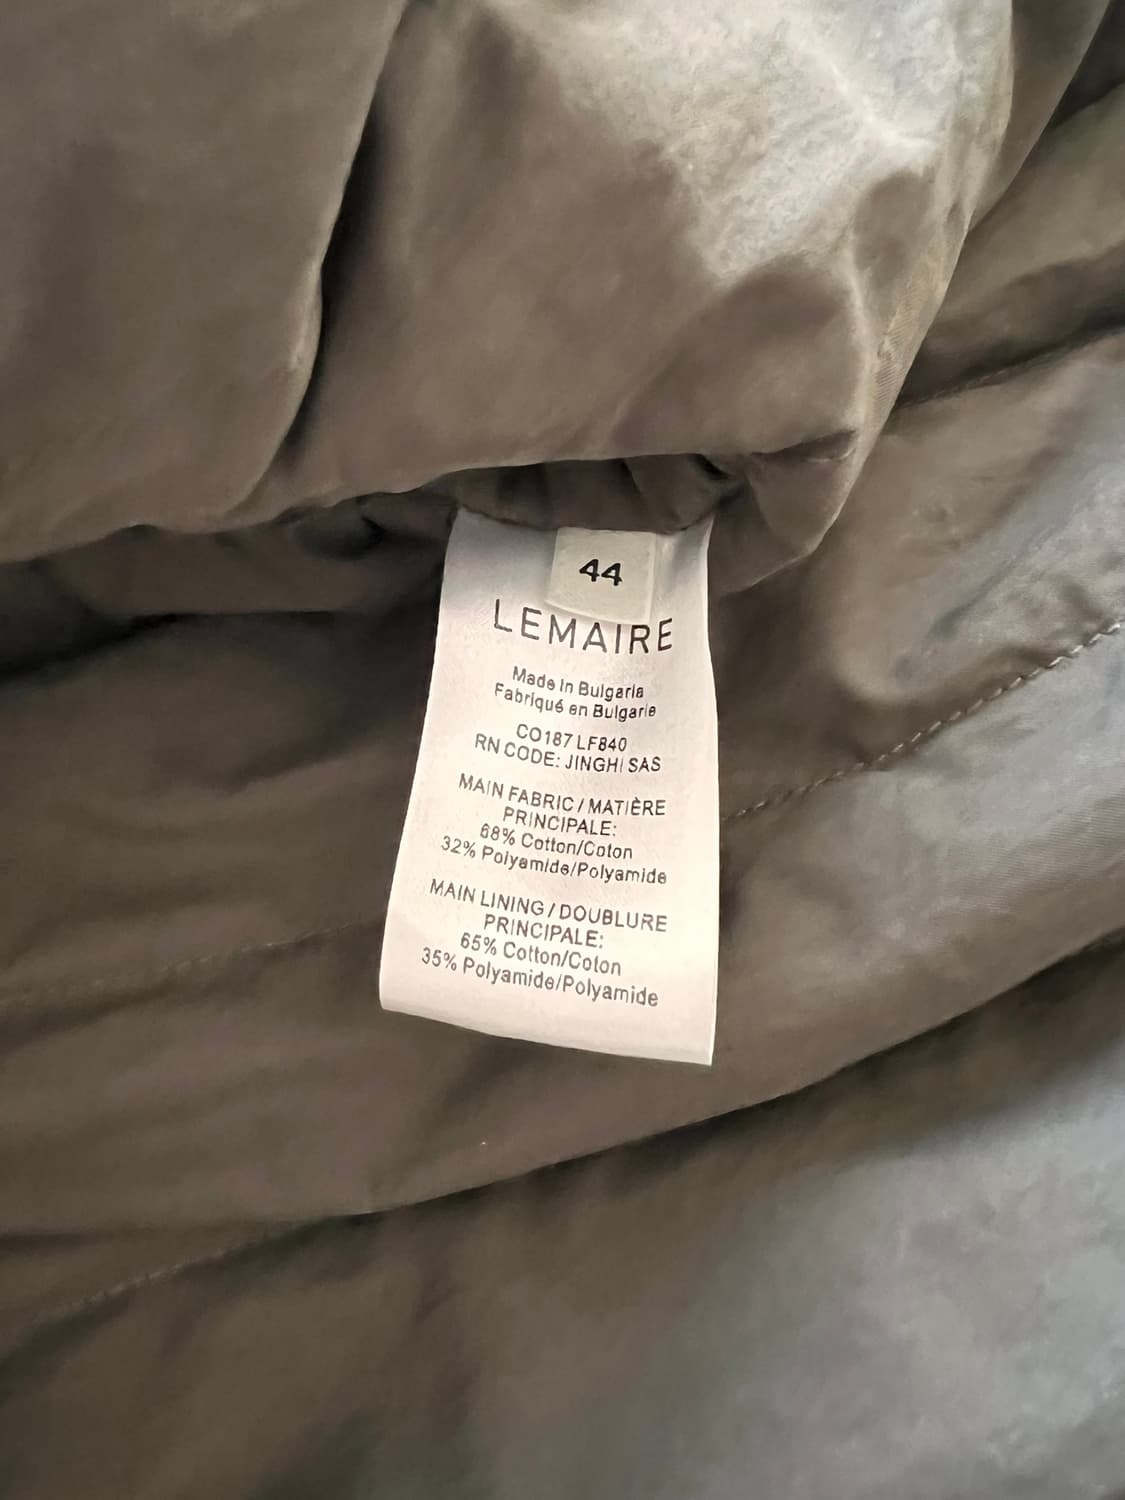 44
LEMAIRE
Made in Bulgaria
Fabriqué en Bulgarie
CO187 LF840
RN CODE: JINGHI SAS
MAIN FABRIC / MATIÈRE
PRINCIPALE:
68% Cotton/Coton
32% Polyamide/Polyamide
MAIN LINING / DOUBLURE
PRINCIPALE:
65% Cotton/Coton
35% Polyamide/Polyamide